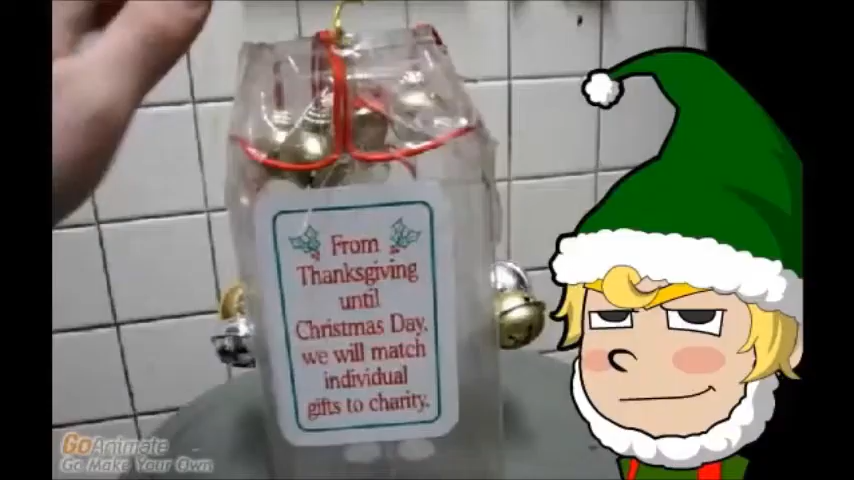 From
Thanksgiving
until
Christmas Day,
we will match
individual
gifts to charity.
GoAnimate
Go Make Your Own